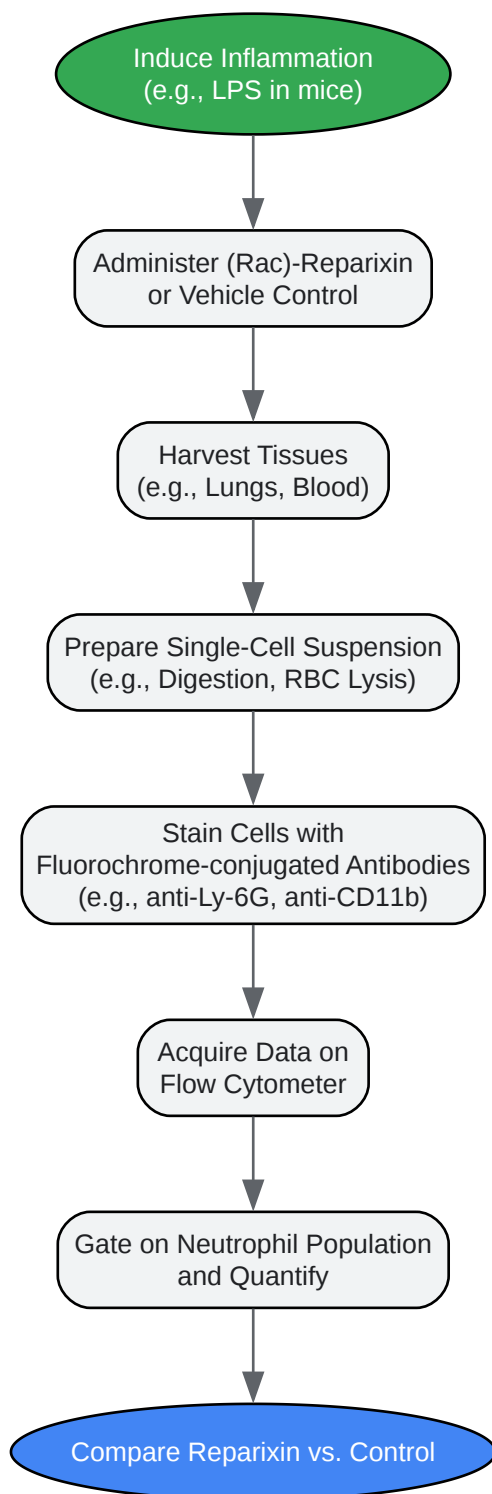 Induce Inflammation
(e.g., LPS in mice)
Administer (Rac)-Reparixin
or Vehicle Control
Harvest Tissues
(e.g., Lungs, Blood)
Prepare Single-Cell Suspension
(e.g., Digestion, RBC Lysis)
Stain Cells with
Fluorochrome-conjugated Antibodies
(e.g., anti-Ly-6G, anti-CD11b)
Acquire Data on
Flow Cytometer
Gate on Neutrophil Population
and Quantify
Compare Reparixin vs. Control